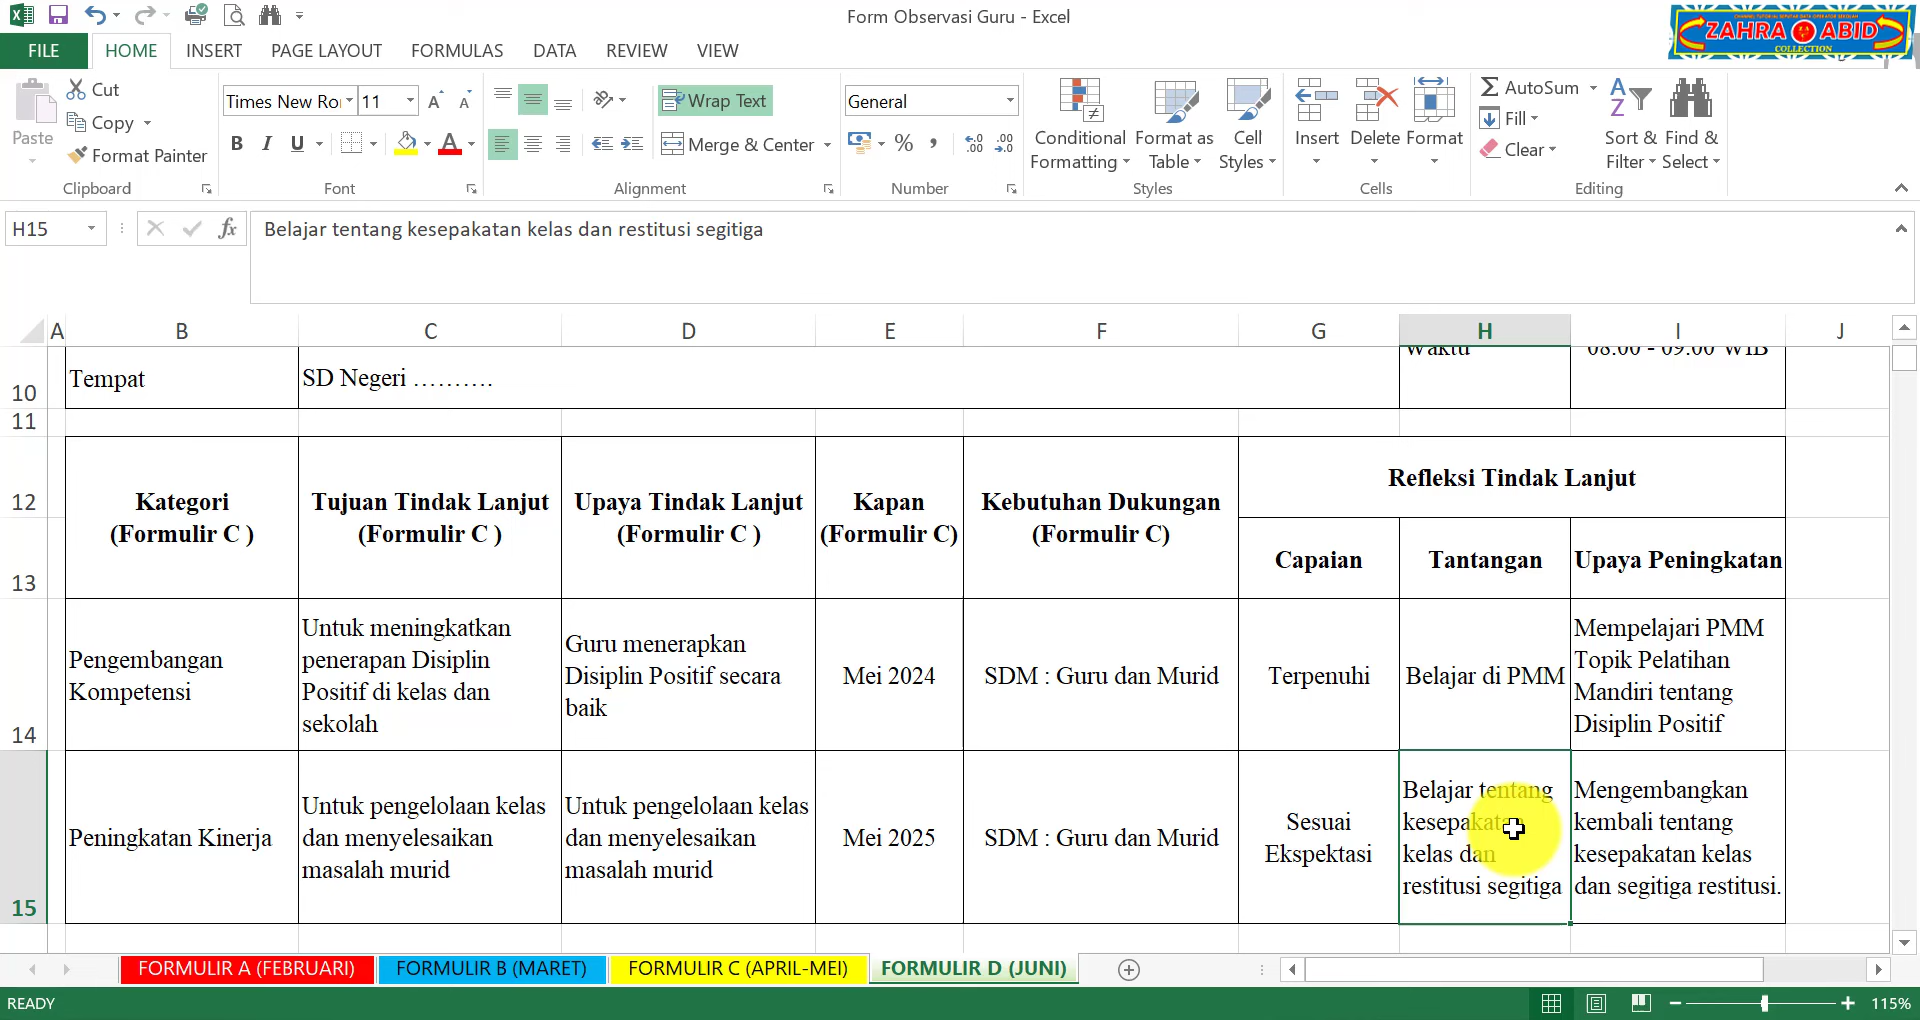 Form Observasi Guru - Excel
ZAHRA ABID
COLLECTION
FILE HOME INSERT PAGE LAYOUT FORMULAS DATA REVIEW VIEW
Paste
Cut
Copy
Format Painter
Clipboard
Times New Ro 11
B I U
Font
Wrap Text
Merge & Center
Alignment
General
% ,
Number
Conditional
Formatting
Format as
Table
Cell
Styles
Styles
Insert Delete Format
Cells
AutoSum
Fill
Clear
Sort &
Filter
Find &
Select
Editing
H15
fx
Belajar tentang kesepakatan kelas dan restitusi segitiga
A B C D E F G H I J
Waktu 08.00 - 09.00 WIB
10 Tempat SD Negeri ..........
11
12
13
Kategori
(Formulir C )
Tujuan Tindak Lanjut
(Formulir C )
Upaya Tindak Lanjut
(Formulir C )
Kapan
(Formulir C)
Kebutuhan Dukungan
(Formulir C)
Refleksi Tindak Lanjut
Capaian
Tantangan
Upaya Peningkatan
14
Pengembangan
Kompetensi
Untuk meningkatkan
penerapan Disiplin
Positif di kelas dan
sekolah
Guru menerapkan
Disiplin Positif secara
baik
Mei 2024
SDM : Guru dan Murid
Terpenuhi
Belajar di PMM
Mempelajari PMM
Topik Pelatihan
Mandiri tentang
Disiplin Positif
15
Peningkatan Kinerja
Untuk pengelolaan kelas
dan menyelesaikan
masalah murid
Untuk pengelolaan kelas
dan menyelesaikan
masalah murid
Mei 2025
SDM : Guru dan Murid
Sesuai
Ekspektasi
Belajar tentang
kesepakatan
kelas dan
restitusi segitiga
Mengembangkan
kembali tentang
kesepakatan kelas
dan segitiga restitusi.
FORMULIR A (FEBRUARI) FORMULIR B (MARET) FORMULIR C (APRIL-MEI) FORMULIR D (JUNI)
READY
115%